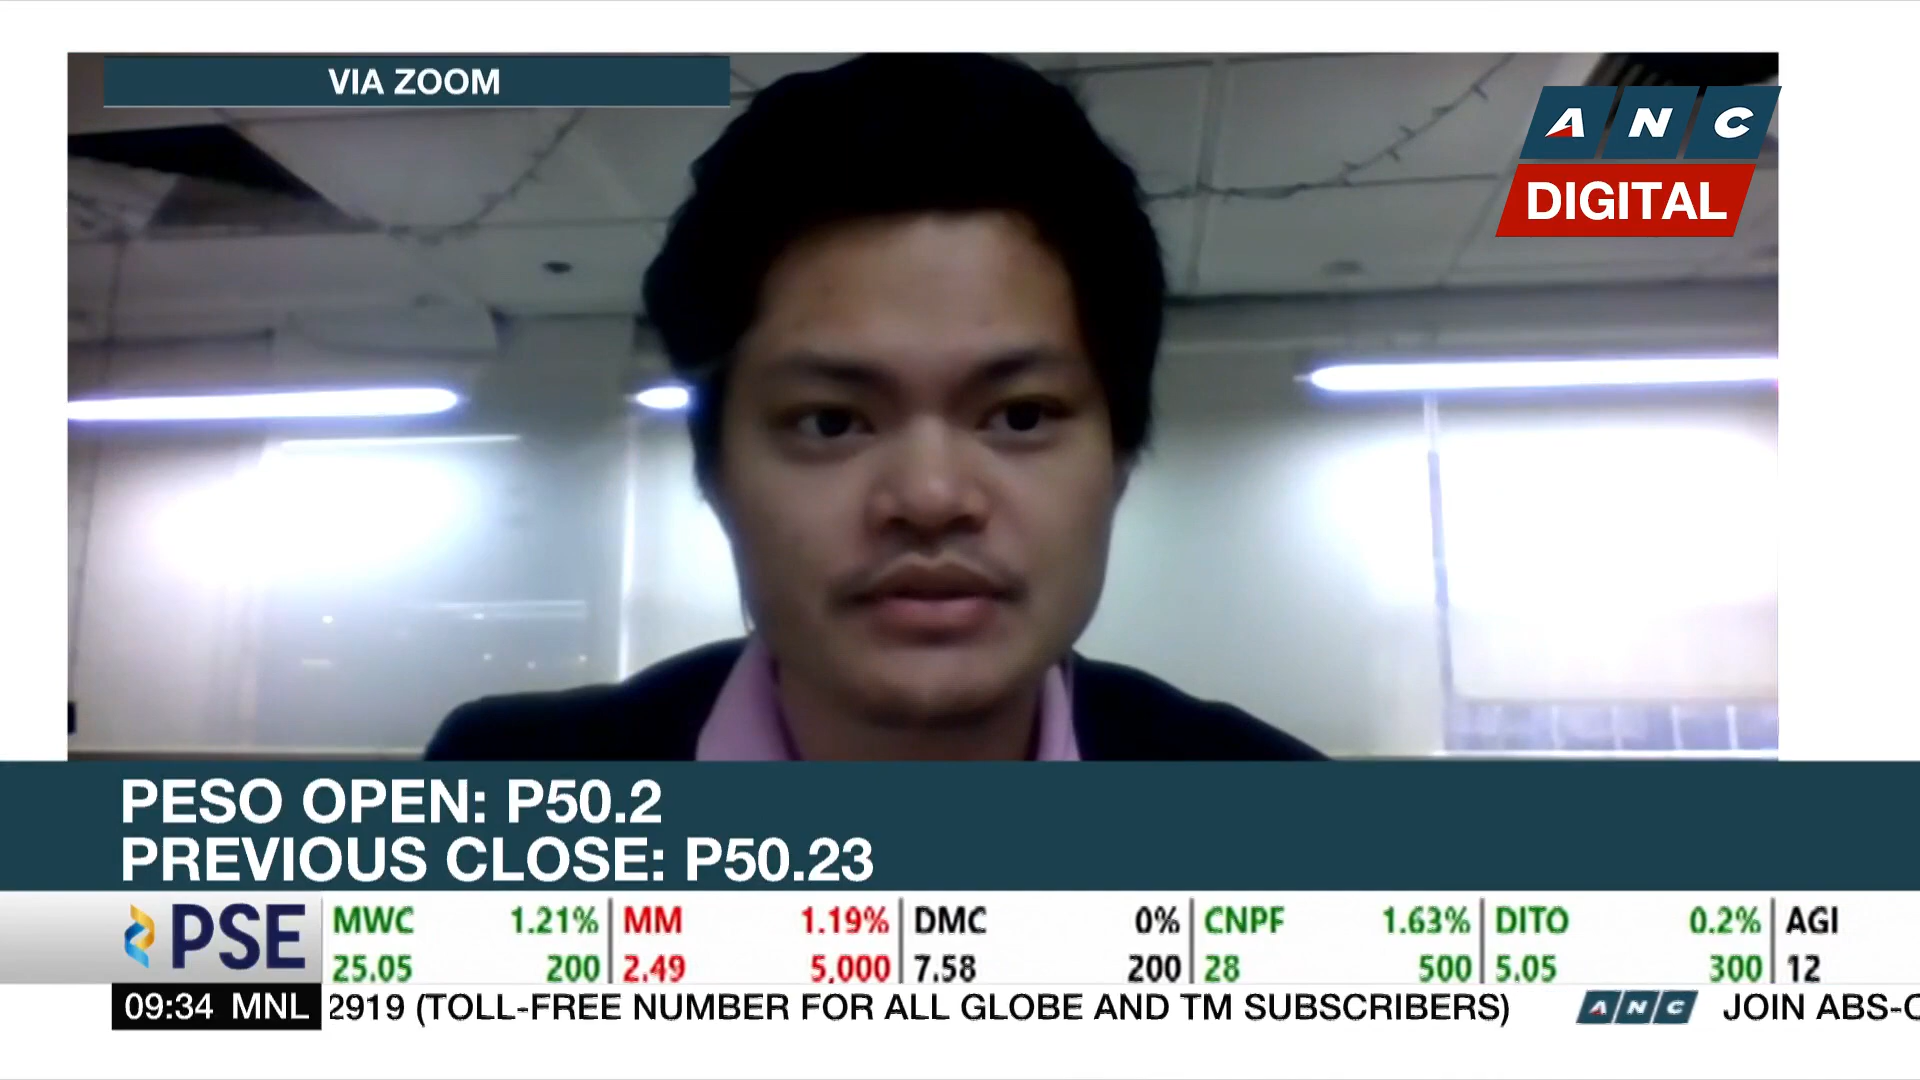 VIA ZOOM
ANC
DIGITAL
PESO OPEN: P50.2
PREVIOUS CLOSE: P50.23
PSE
MWC 1.21% MM 1.19% DMC 0% CNPF 1.63% DITO 0.2% AGI
25.05 200 2.49 5,000 7.58 200 28 500 5.05 300 12
09:34 MNL 2919 (TOLL-FREE NUMBER FOR ALL GLOBE AND TM SUBSCRIBERS) ANC JOIN ABS-C